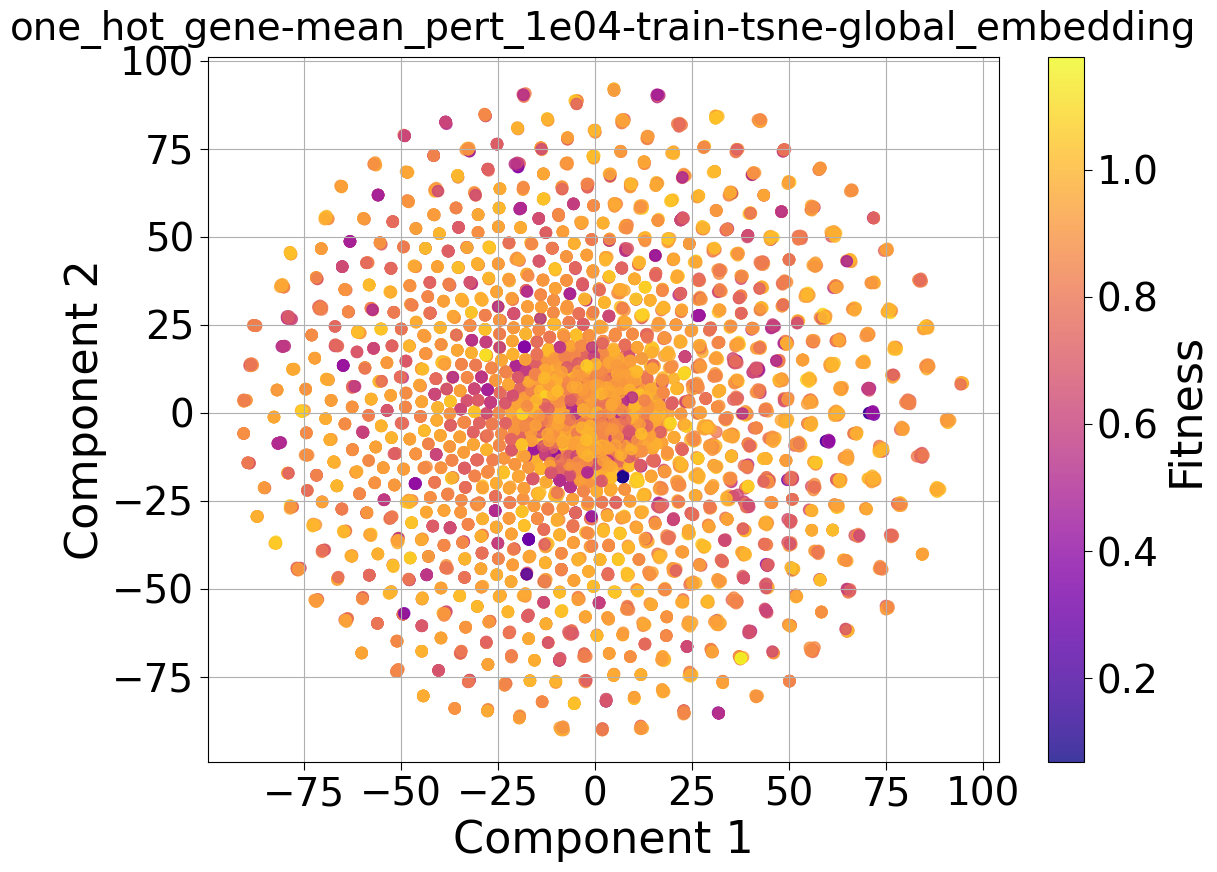 one_hot_gene-mean_pert_1e04-train-tsne-global_embedding
100
75
50
25
0
−25
−50
−75
−75 −50 −25 0 25 50 75 100
Component 1
Component 2
1.0
0.8
0.6
0.4
0.2
Fitness